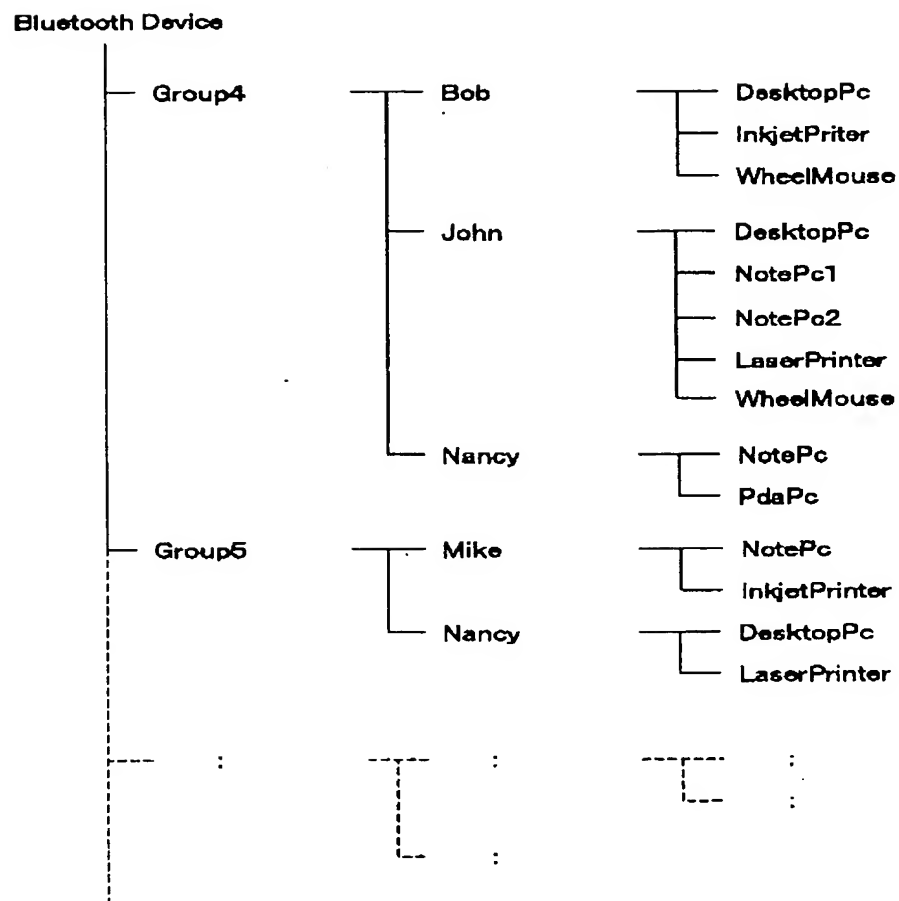 Bluetooth Device
Group4 Bob DesktopPc
InkjetPriter
WheelMouse
John DesktopPc
NotePc1
NotePc2
LaserPrinter
WheelMouse
Nancy NotePc
PdaPc
Group5 Mike NotePc
InkjetPrinter
Nancy DesktopPc
LaserPrinter
: : :
:
: